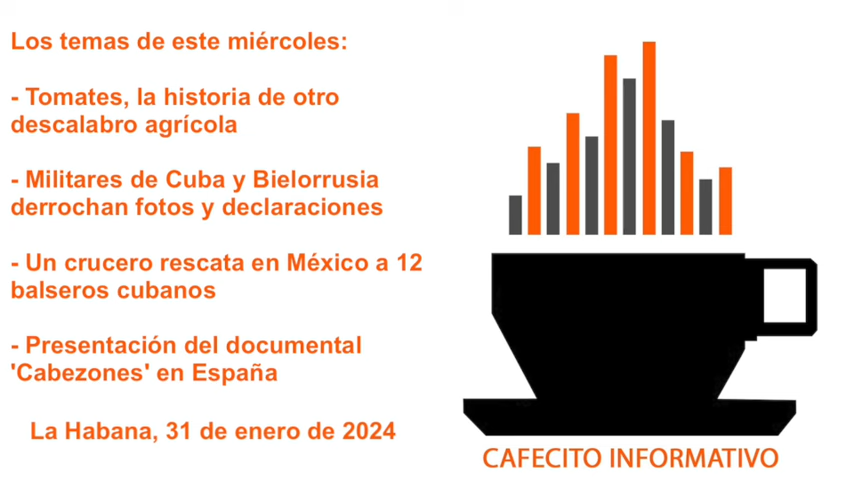 Los temas de este miércoles:
- Tomates, la historia de otro
descalabro agrícola
- Militares de Cuba y Bielorrusia
derrochan fotos y declaraciones
- Un crucero rescata en México a 12
balseros cubanos
- Presentación del documental
'Cabezones' en España
La Habana, 31 de enero de 2024
CAFECITO INFORMATIVO